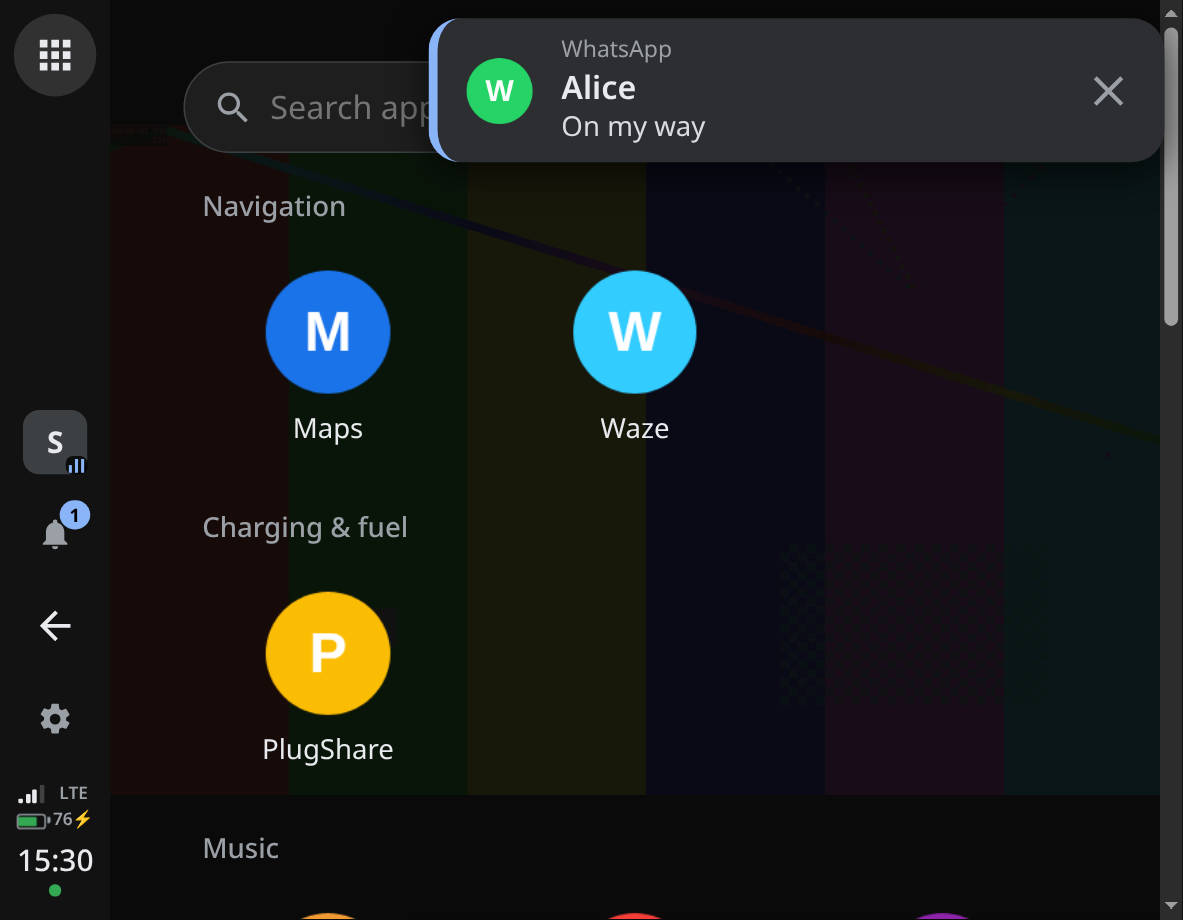 WhatsApp
Alice
On my way
W
Search app
Navigation
M
W
Maps
Waze
S
1
Charging & fuel
P
PlugShare
LTE
76
15:30
Music